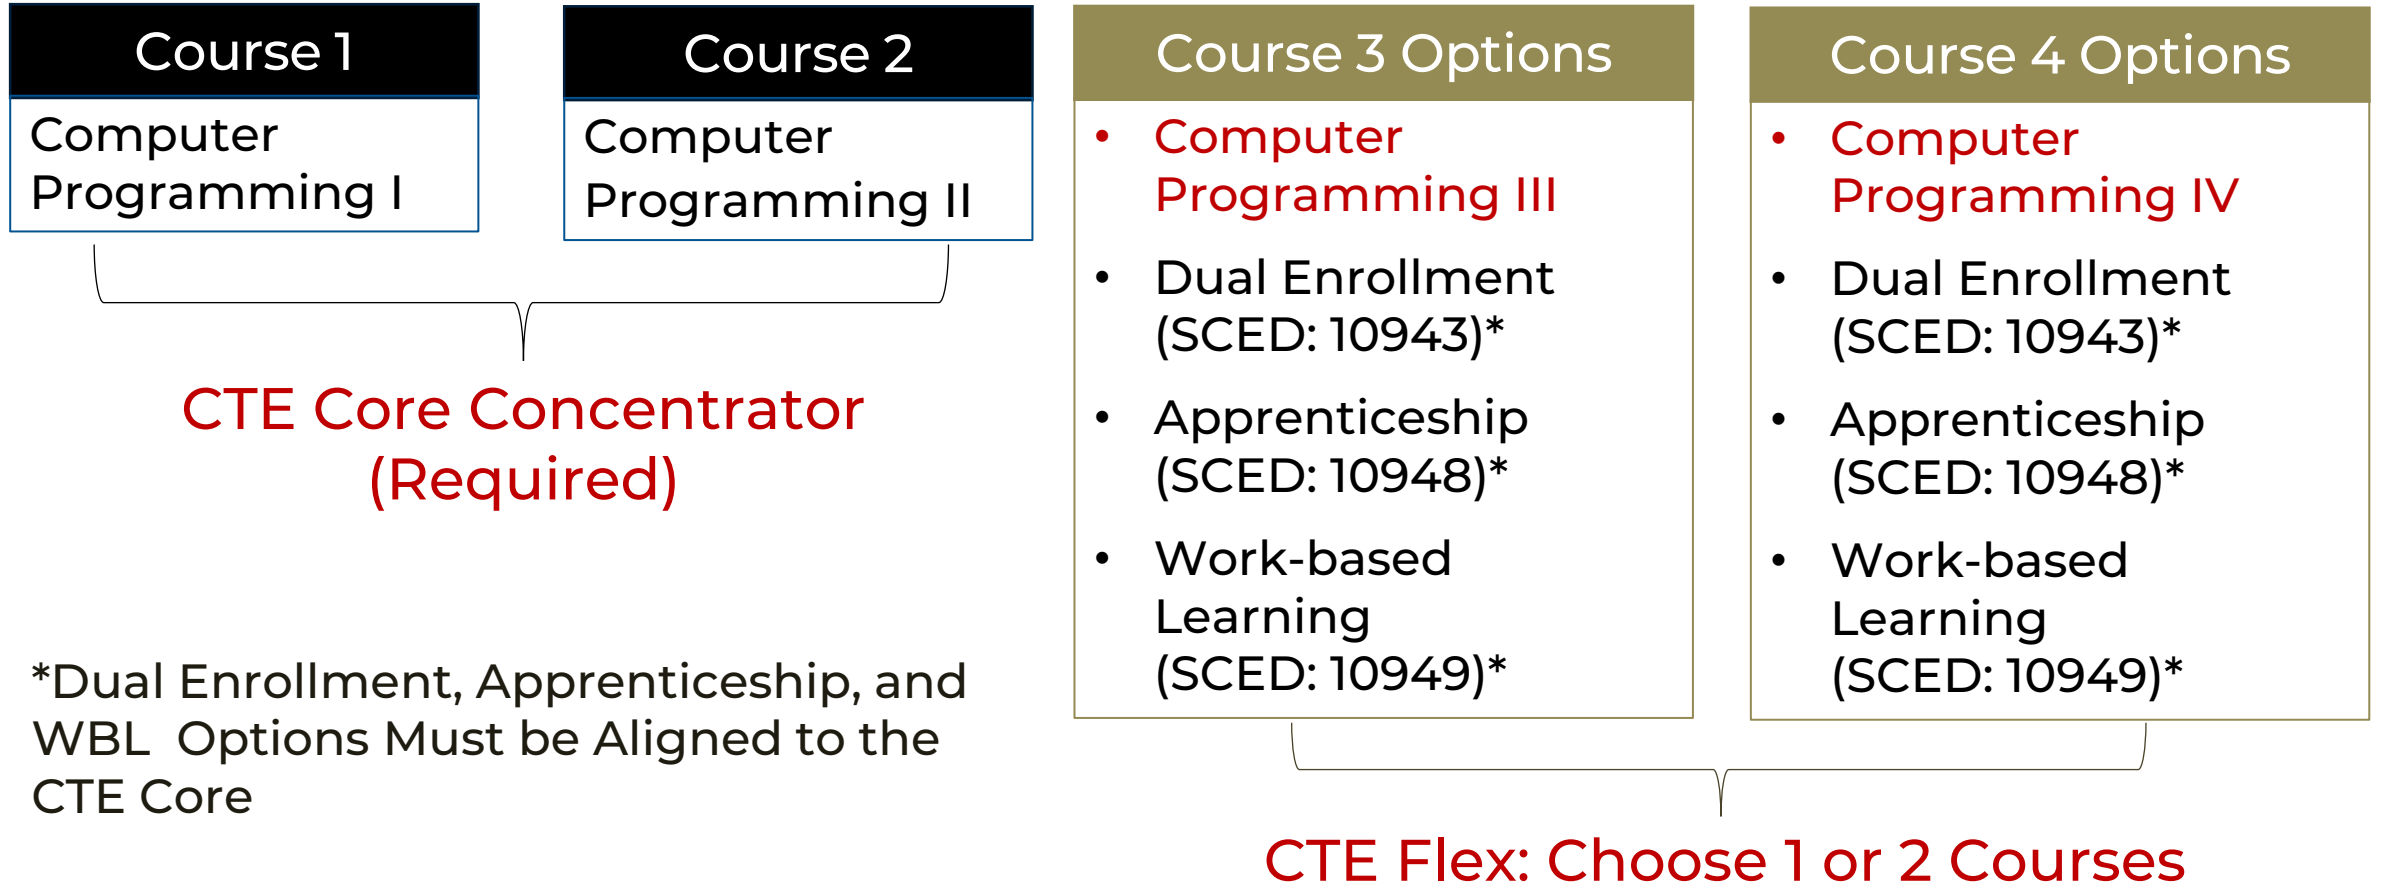 Course 1
Computer
Programming I
Course 2
Computer
Programming II
CTE Core Concentrator
(Required)
*Dual Enrollment, Apprenticeship, and
WBL  Options Must be Aligned to the
CTE Core
Course 3 Options
• Computer
Programming III
• Dual Enrollment
(SCED: 10943)*
• Apprenticeship
(SCED: 10948)*
• Work-based
Learning
(SCED: 10949)*
Course 4 Options
• Computer
Programming IV
• Dual Enrollment
(SCED: 10943)*
• Apprenticeship
(SCED: 10948)*
• Work-based
Learning
(SCED: 10949)*
CTE Flex: Choose 1 or 2 Courses